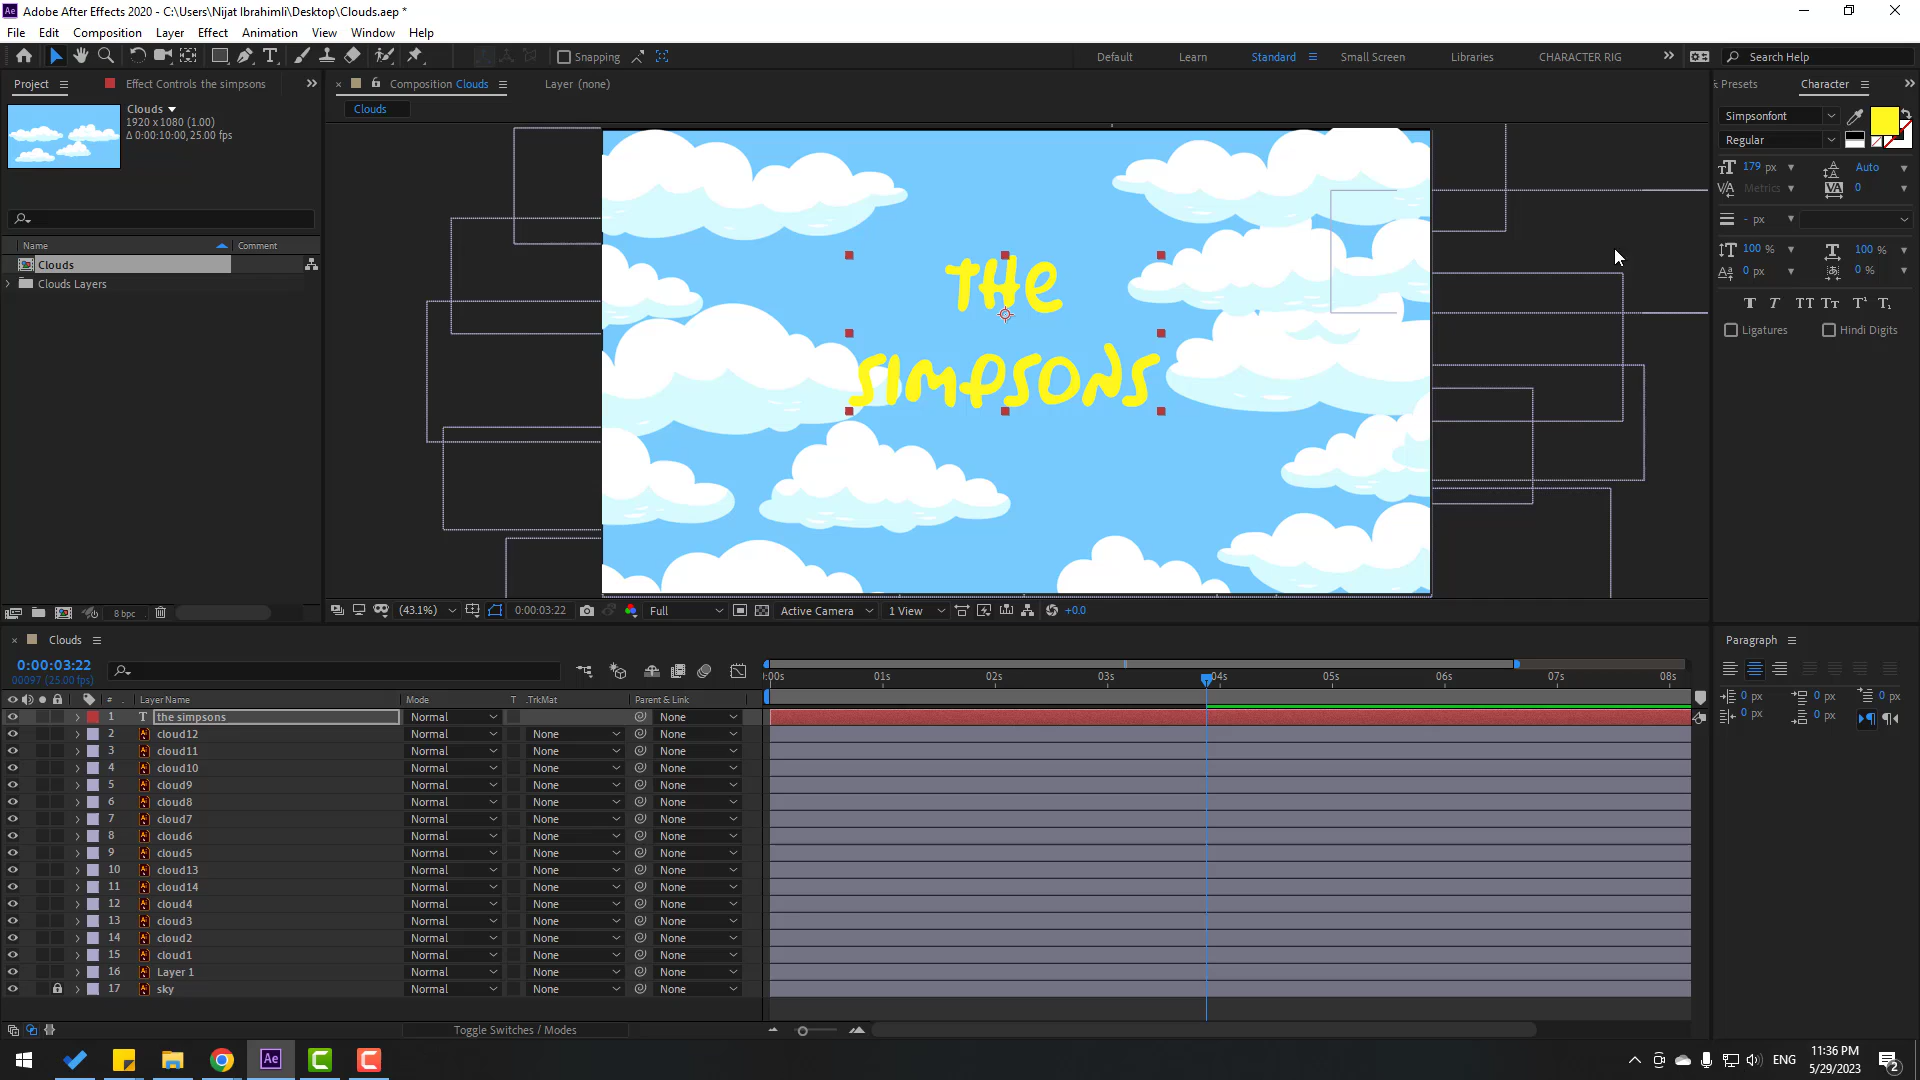 Adobe After Effects 2020 - C:\Users\Nijat Ibrahimli\Desktop\Clouds.aep *
File Edit Composition Layer Effect Animation View Window Help
Snapping Default Learn Standard Small Screen Libraries CHARACTER RIG Search Help
Project Effect Controls the simpsons Composition Clouds Layer (none) Presets Character
Clouds
1920 x 1080 (1.00)
Δ 0:00:10:00, 25.00 fps
Clouds
Name Comment
Clouds
Clouds Layers
THE
SIMPSONS
Simpsonfont
Regular
179 px Auto
Metrics 0
- px
100 % 100 %
0 px 0 %
Ligatures Hindi Digits
8 bpc (43.1%) 0:00:03:22 Full Active Camera 1 View +0.0
Clouds
0:00:03:22
00097 (25.00 fps)
:00s 01s 02s 03s 04s 05s 06s 07s 08s
# Layer Name Mode T .TrkMat Parent & Link
1 T the simpsons Normal None
2 cloud12 Normal None None
3 cloud11 Normal None None
4 cloud10 Normal None None
5 cloud9 Normal None None
6 cloud8 Normal None None
7 cloud7 Normal None None
8 cloud6 Normal None None
9 cloud5 Normal None None
10 cloud13 Normal None None
11 cloud14 Normal None None
12 cloud4 Normal None None
13 cloud3 Normal None None
14 cloud2 Normal None None
15 cloud1 Normal None None
16 Layer 1 Normal None None
17 sky Normal None None
Toggle Switches / Modes
Paragraph
0 px 0 px 0 px
0 px 0 px
ENG 11:36 PM
5/29/2023
2